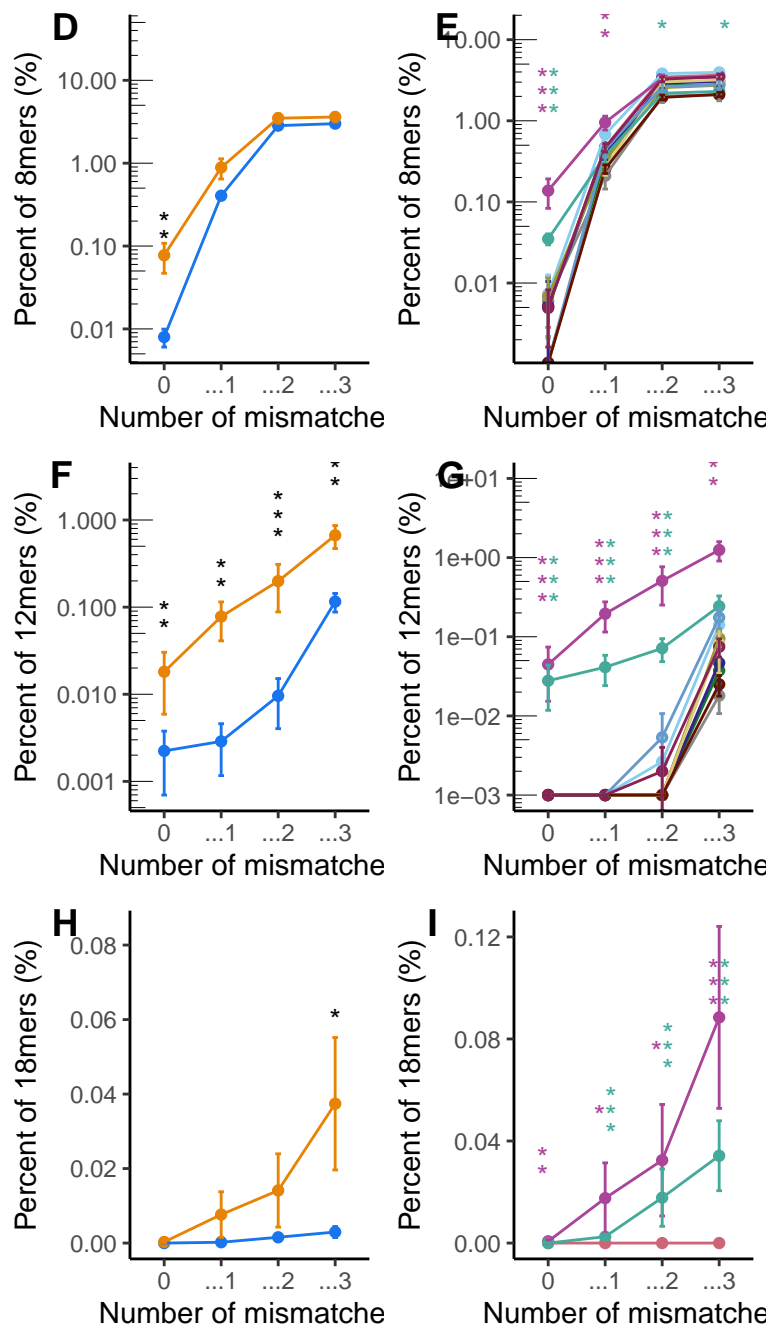 D
Percent of 8mers (%)
10.00
1.00
0.10
0.01
* *
0 ...1 ...2 ...3
Number of mismatche
E
Percent of 8mers (%)
10.00
1.00
0.10
0.01
* * * * * *
* *
*
*
0 ...1 ...2 ...3
Number of mismatche
F
Percent of 12mers (%)
1.000
0.100
0.010
0.001
* *
* *
* * *
* *
0 ...1 ...2 ...3
Number of mismatche
G
Percent of 12mers (%)
1e+01
1e+00
1e-01
1e-02
1e-03
* * * * * *
* * * * * *
* * * * * *
* *
0 ...1 ...2 ...3
Number of mismatche
H
Percent of 18mers (%)
0.08
0.06
0.04
0.02
0.00
*
0 ...1 ...2 ...3
Number of mismatche
I
Percent of 18mers (%)
0.12
0.08
0.04
0.00
* *
* * * *
* * * *
* * * * * *
0 ...1 ...2 ...3
Number of mismatche